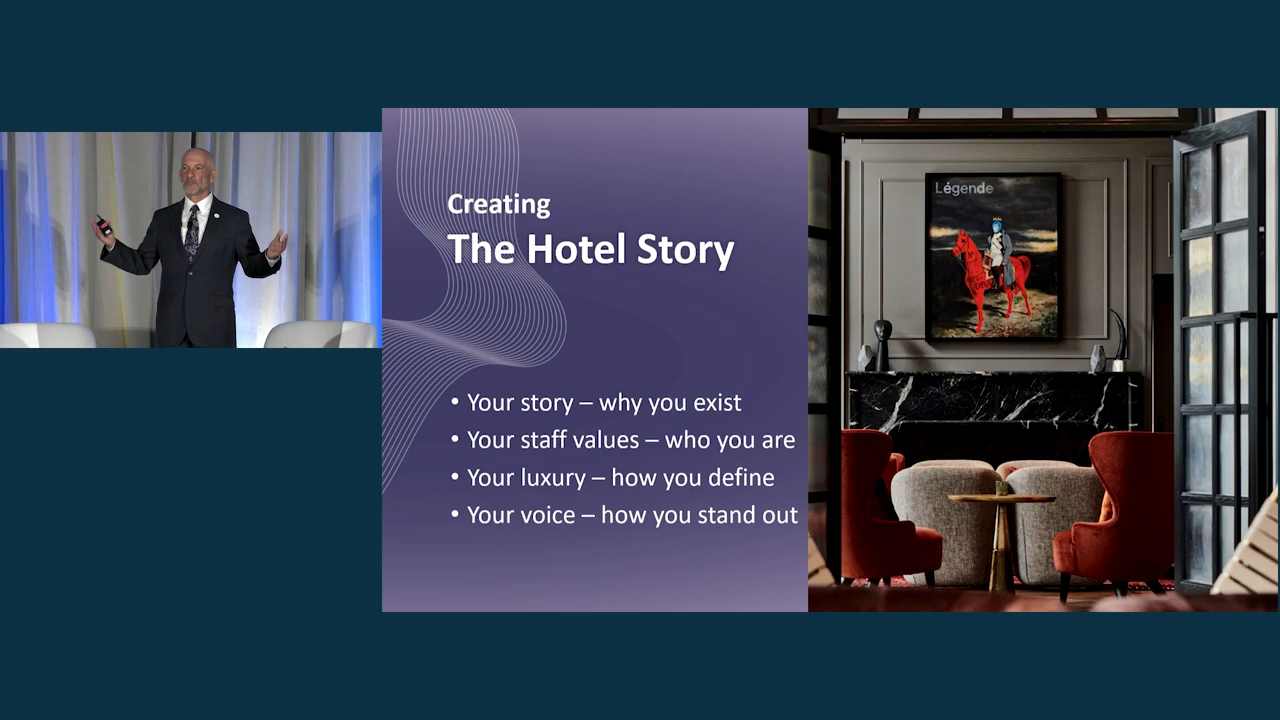 Creating
The Hotel Story
• Your story – why you exist
• Your staff values – who you are
• Your luxury – how you define
• Your voice – how you stand out
Légende